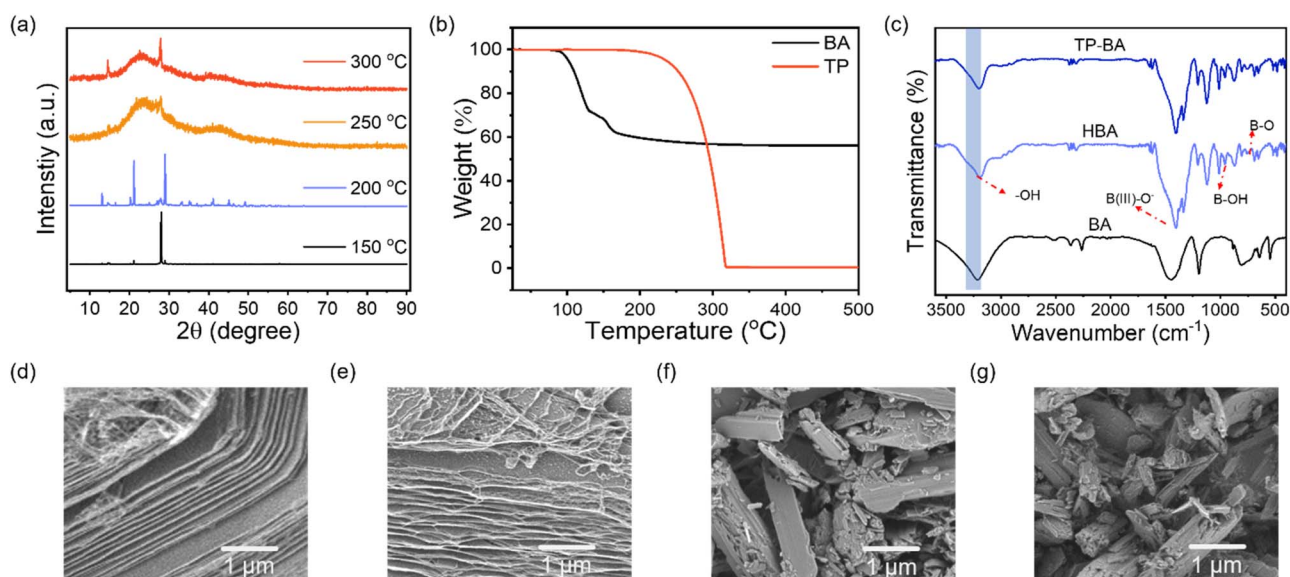 (a)
Intenstiy (a.u.)
300 °C
250 °C
200 °C
150 °C
10 20 30 40 50 60 70 80 90
2θ (degree)
(b)
Weight (%)
100
80
60
40
20
0
BA
TP
0 100 200 300 400 500
Temperature (°C)
(c)
Transmittance (%)
TP-BA
HBA
B-O
-OH
B(III)-O⁻
B-OH
BA
3500 3000 2500 2000 1500 1000 500
Wavenumber (cm⁻¹)
(d)
1 μm
(e)
1 μm
(f)
1 μm
(g)
1 μm